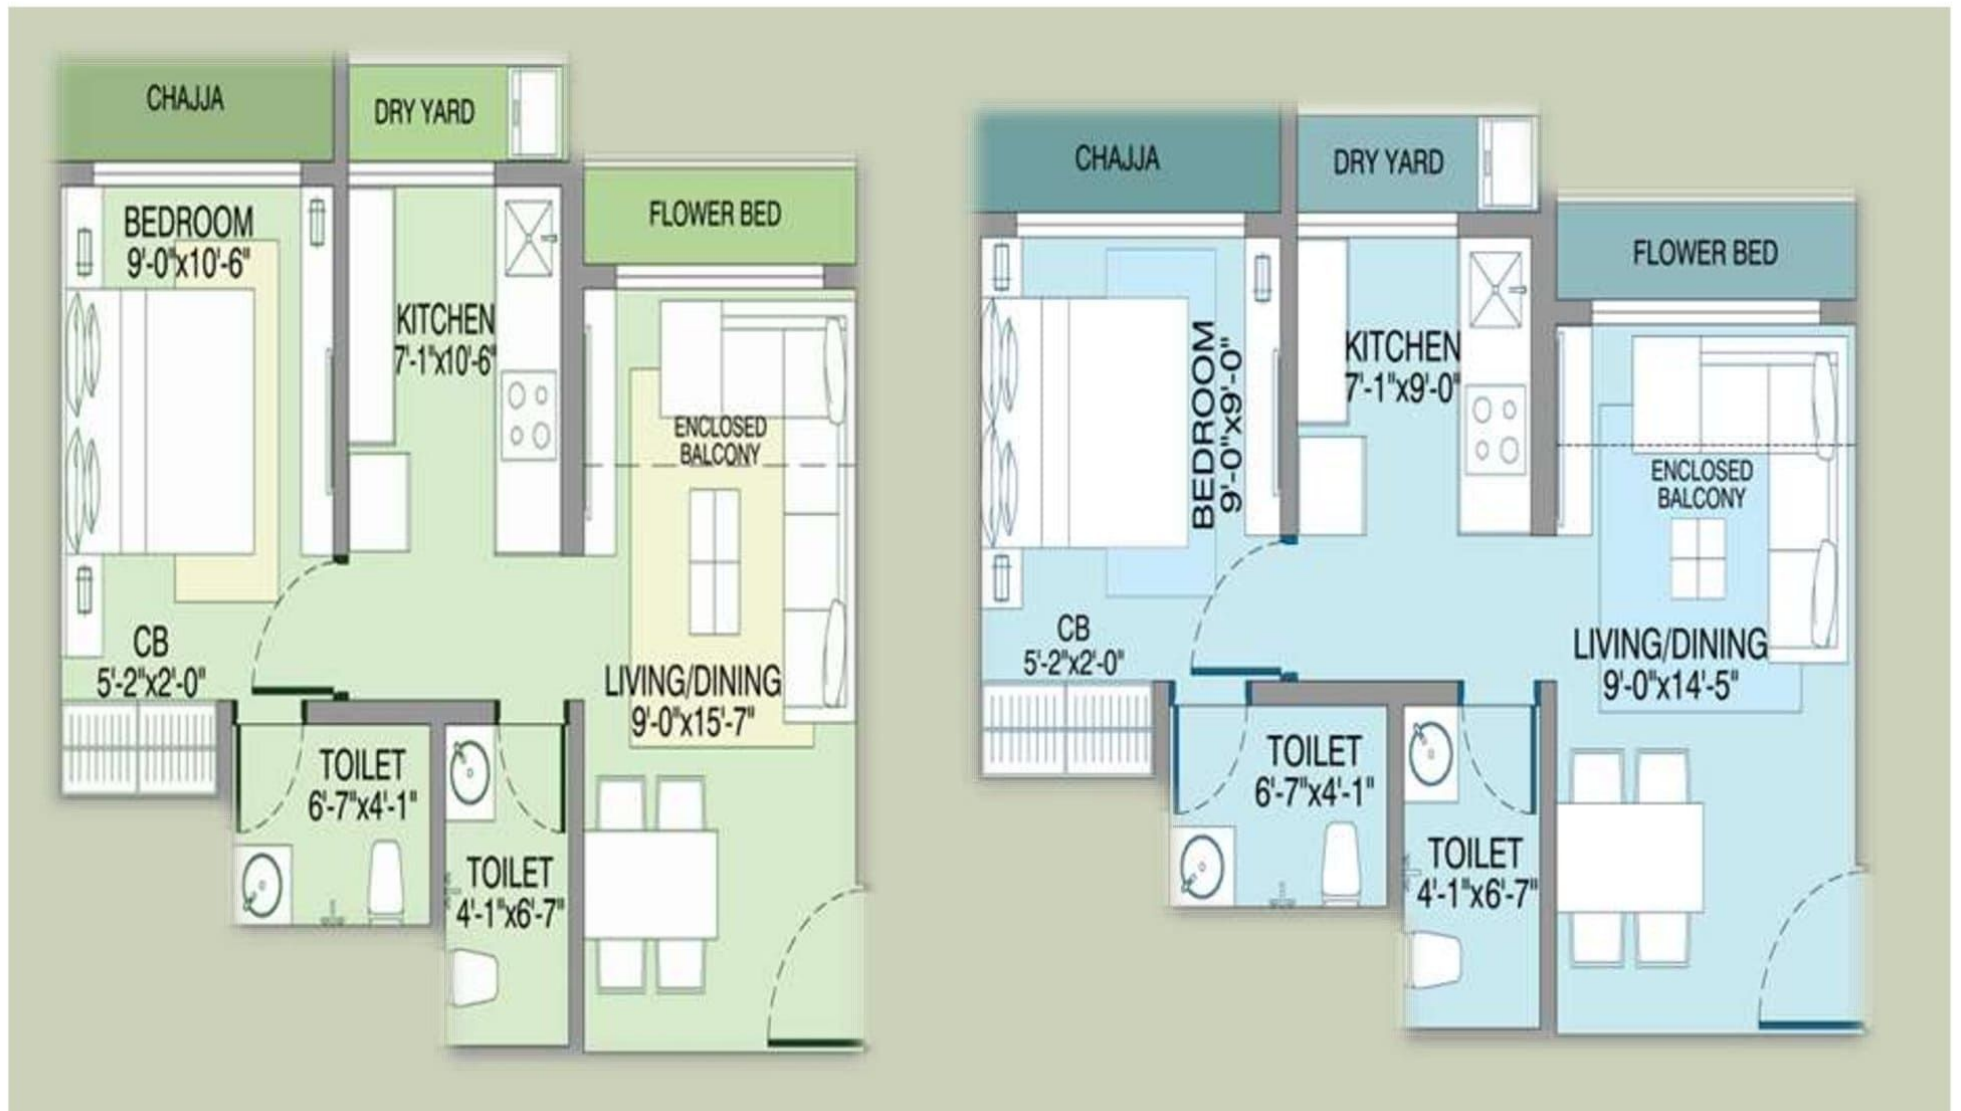 CHAJJA
DRY YARD
FLOWER BED
BEDROOM
9'-0"x10'-6"
KITCHEN
7'-1"x10'-6"
ENCLOSED
BALCONY
CB
5'-2"x2'-0"
LIVING/DINING
9'-0"x15'-7"
TOILET
6'-7"x4'-1"
TOILET
4'-1"x6'-7"
CHAJJA
DRY YARD
FLOWER BED
BEDROOM
9'-0"x9'-0"
KITCHEN
7'-1"x9'-0"
ENCLOSED
BALCONY
CB
5'-2"x2'-0"
LIVING/DINING
9'-0"x14'-5"
TOILET
6'-7"x4'-1"
TOILET
4'-1"x6'-7"